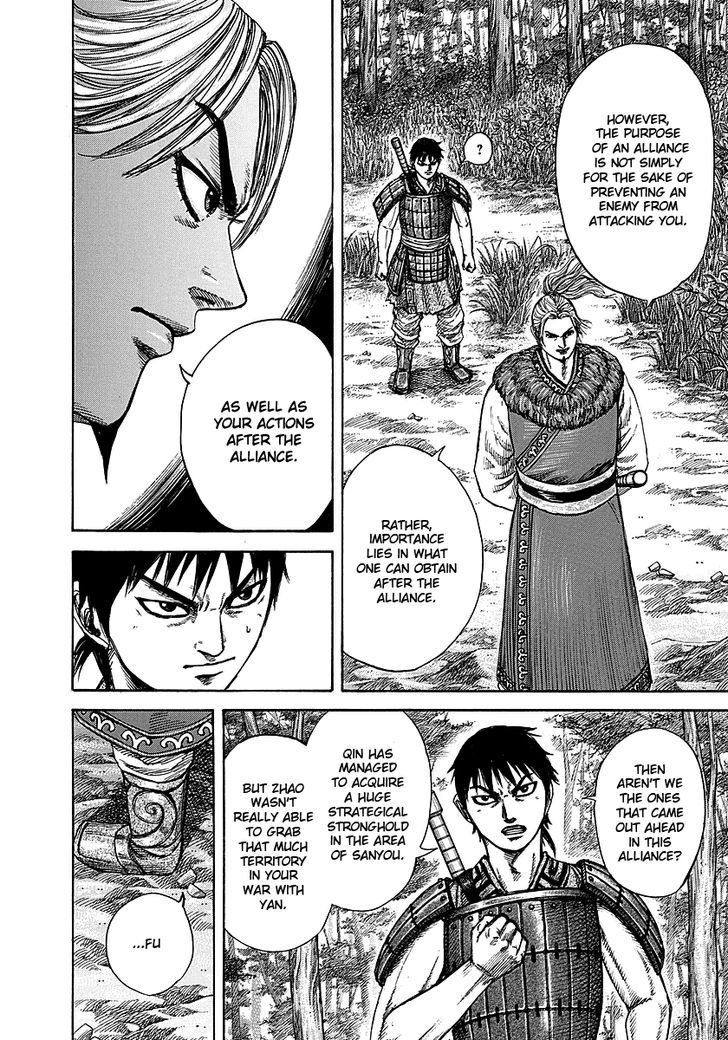 HOWEVER,
THE PURPOSE
OF AN ALLIANCE
IS NOT SIMPLY
FOR THE SAKE OF
PREVENTING AN
ENEMY FROM
ATTACKING YOU.
?
RATHER,
IMPORTANCE
LIES IN WHAT
ONE CAN OBTAIN
AFTER THE
ALLIANCE.
AS WELL AS
YOUR ACTIONS
AFTER THE
ALLIANCE.
THEN
AREN'T WE
THE ONES
THAT CAME
OUT AHEAD
IN THIS
ALLIANCE?
QIN HAS
MANAGED
TO ACQUIRE
A HUGE
STRATEGICAL
STRONGHOLD
IN THE AREA
OF SANYOU.
BUT ZHAO
WASN'T
REALLY ABLE
TO GRAB
THAT MUCH
TERRITORY
IN YOUR
WAR WITH
YAN.
...FU